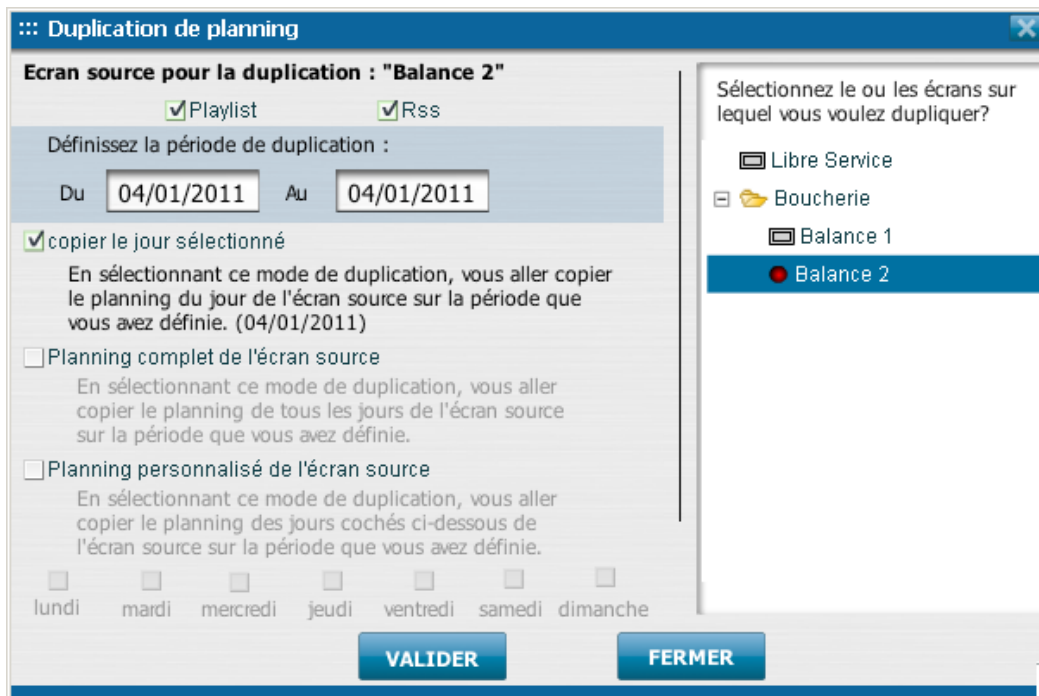 ::: Duplication de planning
Ecran source pour la duplication : "Balance 2"
Playlist Rss
Définissez la période de duplication :
Du 04/01/2011 Au 04/01/2011
copier le jour sélectionné
En sélectionnant ce mode de duplication, vous aller copier
le planning du jour de l'écran source sur la période que
vous avez définie. (04/01/2011)
Planning complet de l'écran source
En sélectionnant ce mode de duplication, vous aller
copier le planning de tous les jours de l'écran source
sur la période que vous avez définie.
Planning personnalisé de l'écran source
En sélectionnant ce mode de duplication, vous aller
copier le planning des jours cochés ci-dessous de
l'écran source sur la période que vous avez définie.
lundi mardi mercredi jeudi ventredi samedi dimanche
Sélectionnez le ou les écrans sur
lequel vous voulez dupliquer?
Libre Service
Boucherie
Balance 1
Balance 2
VALIDER FERMER